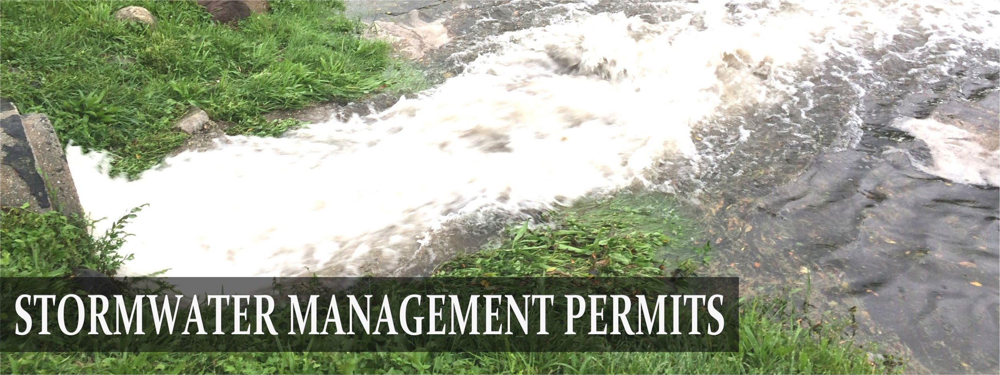 STORMWATER MANAGEMENT PERMITS